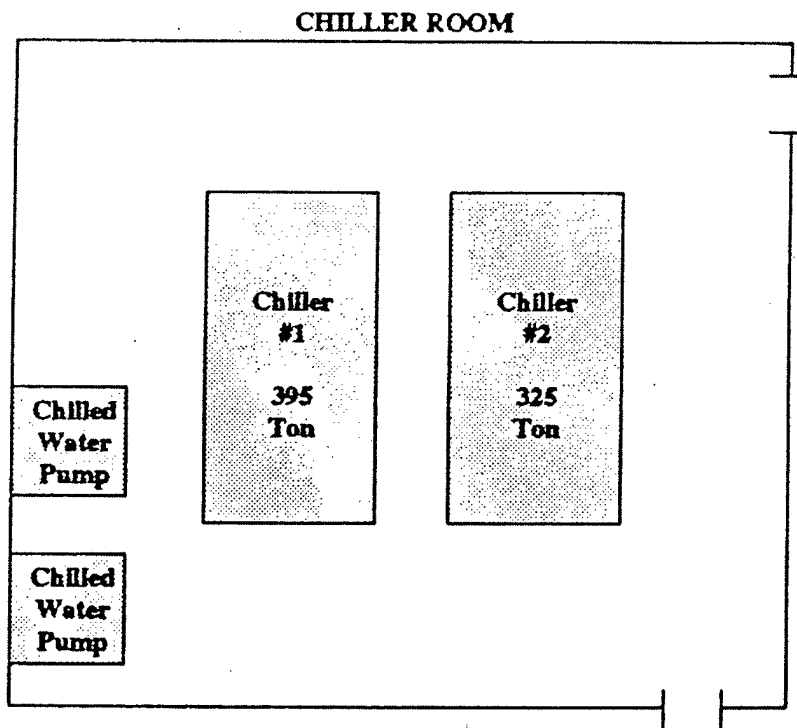 CHILLER ROOM
Chiller
#1
395
Ton
Chiller
#2
325
Ton
Chilled
Water
Pump
Chilled
Water
Pump